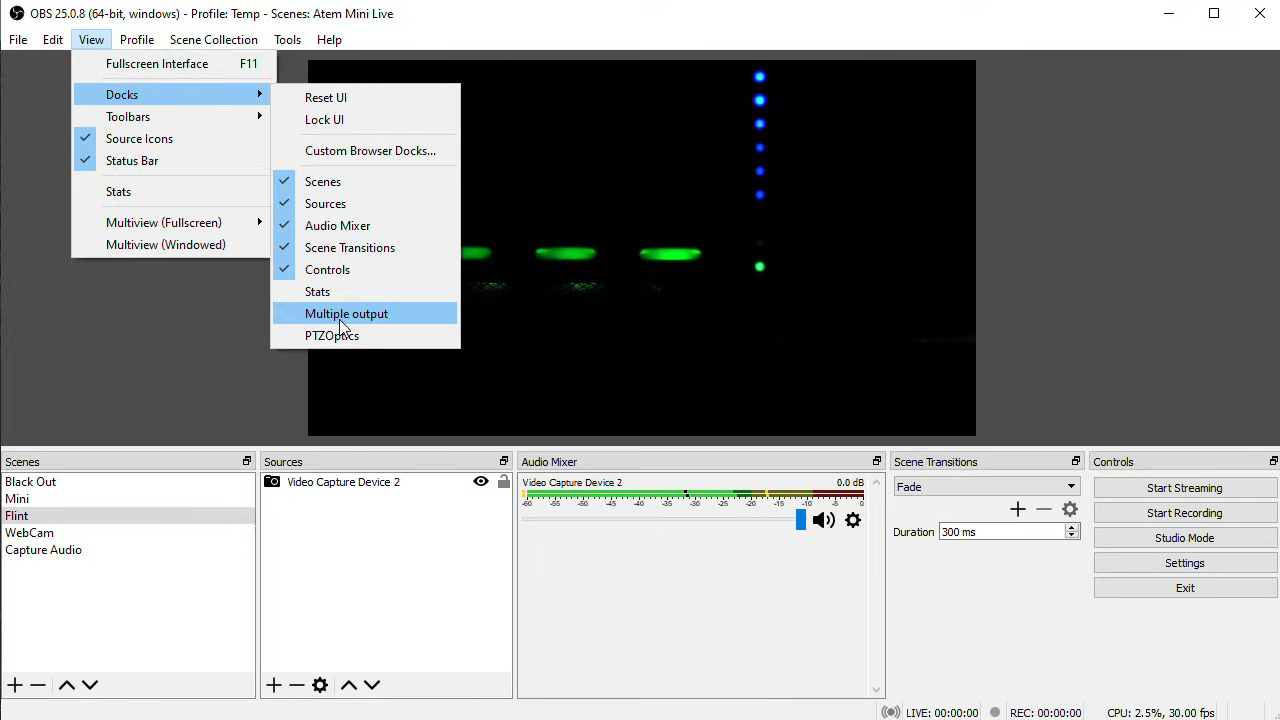 OBS 25.0.8 (64-bit, windows) - Profile: Temp - Scenes: Atem Mini Live
File Edit View Profile Scene Collection Tools Help
Fullscreen Interface F11
Docks
Toolbars
Source Icons
Status Bar
Stats
Multiview (Fullscreen)
Multiview (Windowed)
Reset UI
Lock UI
Custom Browser Docks...
Scenes
Sources
Audio Mixer
Scene Transitions
Controls
Stats
Multiple output
PTZOptics
Scenes
Black Out
Mini
Flint
WebCam
Capture Audio
Sources
Video Capture Device 2
Audio Mixer
Video Capture Device 2 0.0 dB
-60 -55 -50 -45 -40 -35 -30 -25 -20 -15 -10 -5 0
Scene Transitions
Fade
Duration 300 ms
Controls
Start Streaming
Start Recording
Studio Mode
Settings
Exit
LIVE: 00:00:00 REC: 00:00:00 CPU: 2.5%, 30.00 fps